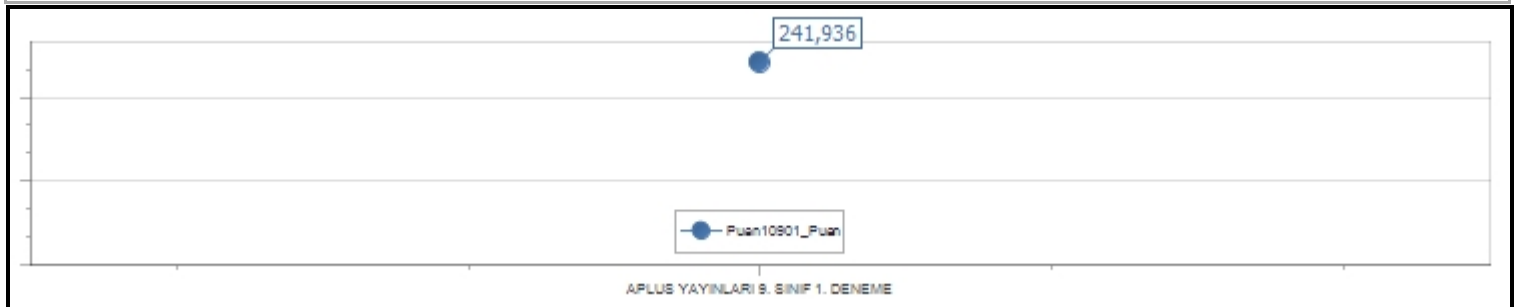 241,936
Puan10901_Puan
APLUS YAYINLARI 9. SINIF 1. DENEME